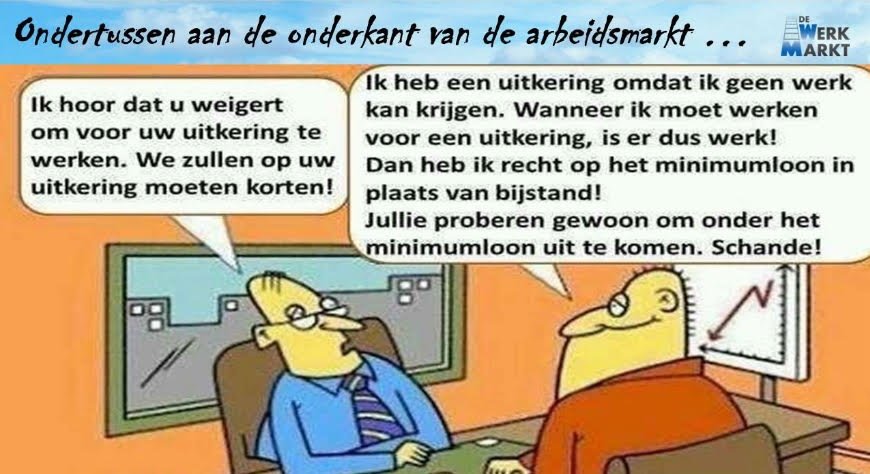 Ondertussen aan de onderkant van de arbeidsmarkt ...
DE
WERK
MARKT
Ik hoor dat u weigert
om voor uw uitkering te
werken. We zullen op uw
uitkering moeten korten!
Ik heb een uitkering omdat ik geen werk
kan krijgen. Wanneer ik moet werken
voor een uitkering, is er dus werk!
Dan heb ik recht op het minimumloon in
plaats van bijstand!
Jullie proberen gewoon om onder het
minimumloon uit te komen. Schande!